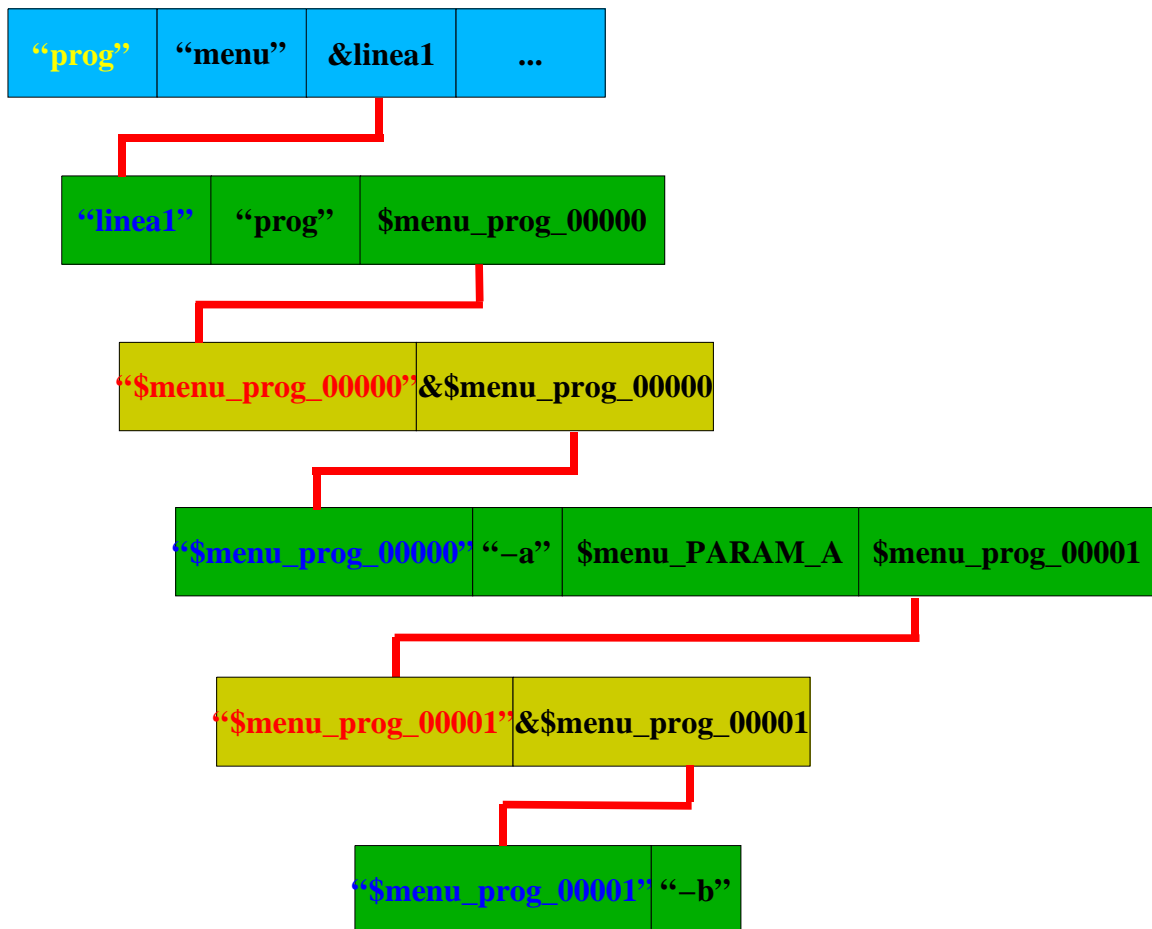 “prog” “menu” &linea1 ...
“linea1” “prog” $menu_prog_00000
“$menu_prog_00000” &$menu_prog_00000
“$menu_prog_00000” “−a” $menu_PARAM_A $menu_prog_00001
“$menu_prog_00001” &$menu_prog_00001
“$menu_prog_00001” “−b”